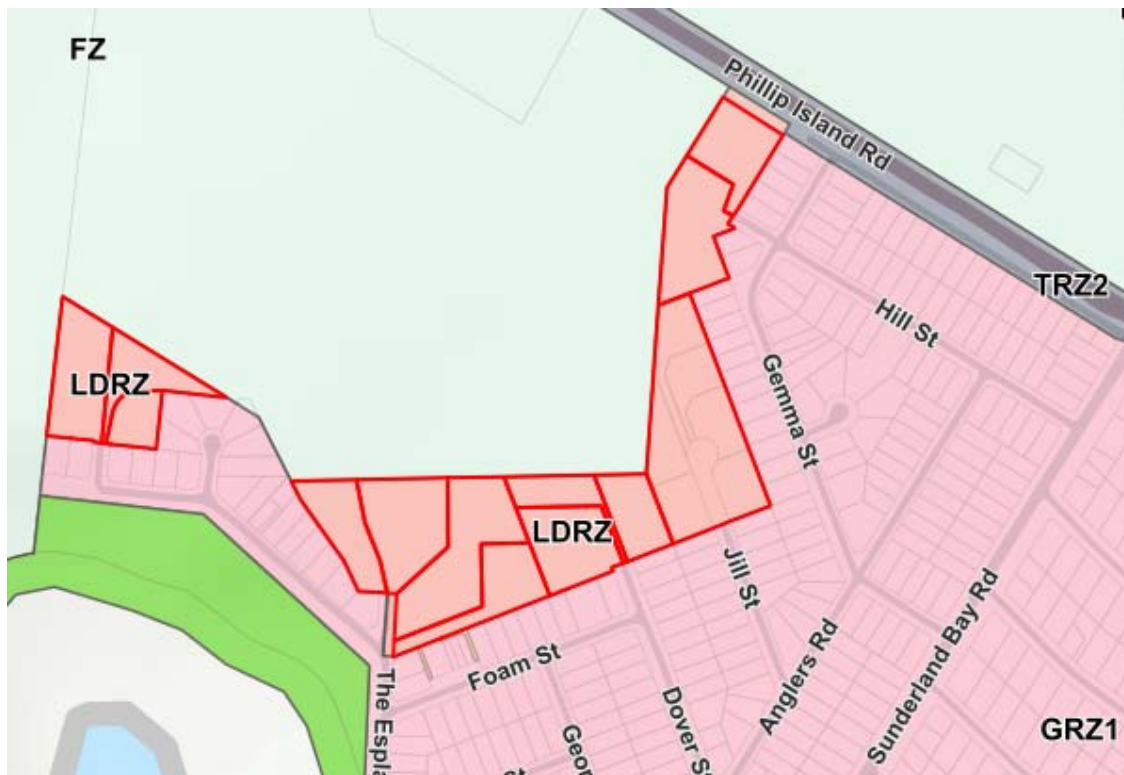 FZ
Phillip Island Rd
TRZ2
Hill St
LDRZ
Gemma St
LDRZ
Jill St
Sunderland Bay Rd
Anglers Rd
Foam St
The Espla
Dover St
Geor
GRZ1